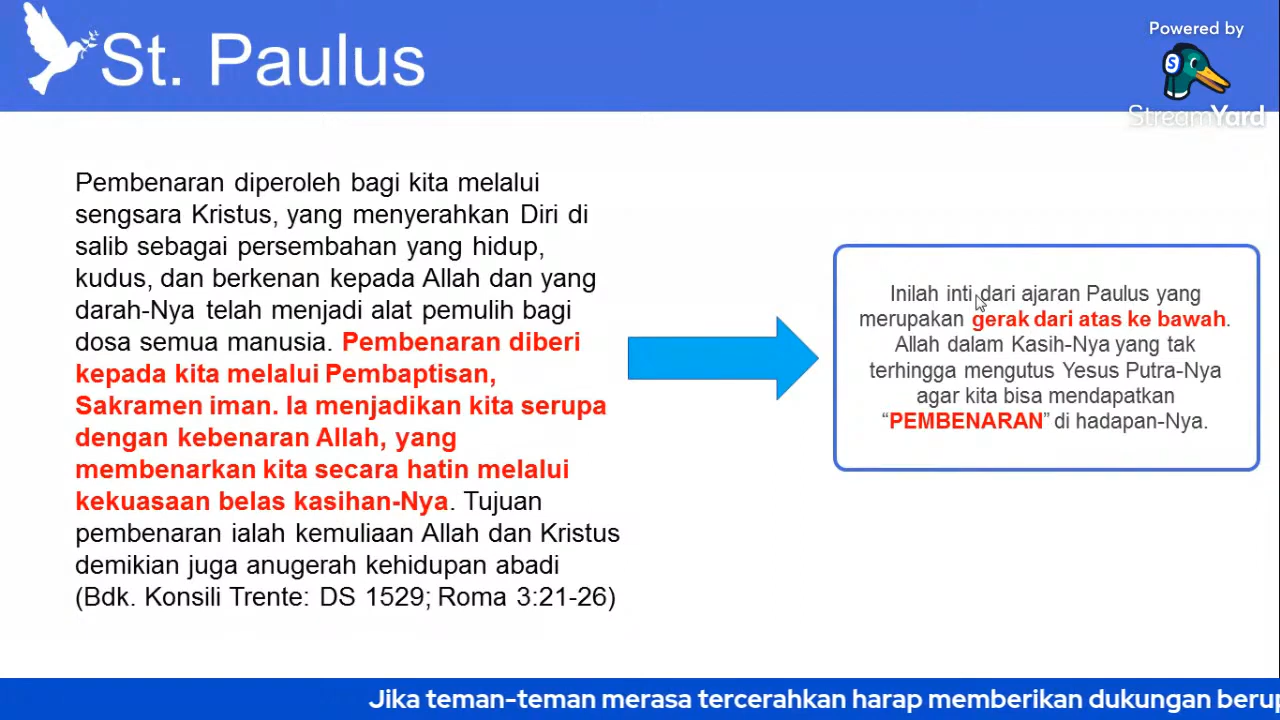 St. Paulus
Powered by
S
StreamYard
Pembenaran diperoleh bagi kita melalui
sengsara Kristus, yang menyerahkan Diri di
salib sebagai persembahan yang hidup,
kudus, dan berkenan kepada Allah dan yang
darah-Nya telah menjadi alat pemulih bagi
dosa semua manusia. Pembenaran diberi
kepada kita melalui Pembaptisan,
Sakramen iman. Ia menjadikan kita serupa
dengan kebenaran Allah, yang
membenarkan kita secara hatin melalui
kekuasaan belas kasihan-Nya. Tujuan
pembenaran ialah kemuliaan Allah dan Kristus
demikian juga anugerah kehidupan abadi
(Bdk. Konsili Trente: DS 1529; Roma 3:21-26)
Inilah inti dari ajaran Paulus yang
merupakan gerak dari atas ke bawah.
Allah dalam Kasih-Nya yang tak
terhingga mengutus Yesus Putra-Nya
agar kita bisa mendapatkan
“PEMBENARAN” di hadapan-Nya.
Jika teman-teman merasa tercerahkan harap memberikan dukungan berup